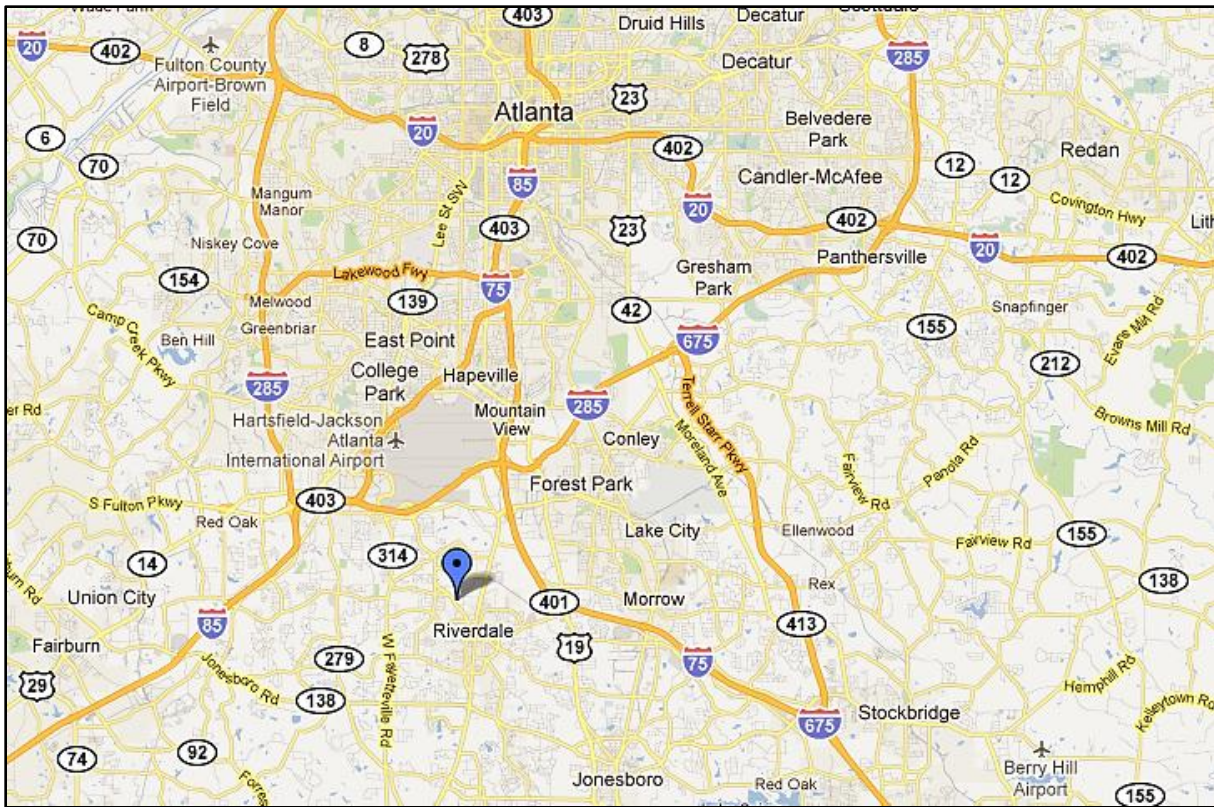 403
Druid Hills
Decatur
20
402
8
278
285
Fulton County
Airport-Brown
Field
Decatur
23
Atlanta
Belvedere
Park
6
20
402
Redan
70
12
12
Candler-McAfee
85
Mangum
Manor
Lee St SW
20
Covington Hwy
403
23
402
70
Niskey Cove
20
402
Lakewood Fwy
Gresham
Park
Panthersville
154
75
Melwood
139
42
Snapfinger
Camp Creek Pkwy
Greenbriar
155
Evans Mill Rd
Ben Hill
East Point
675
212
College
Park
Hapeville
285
285
Terrell Starr Pkwy
Mountain
View
Hartsfield-Jackson
Atlanta
International Airport
Conley
Moreland Ave
Browns Mill Rd
Panola Rd
Fairview Rd
Forest Park
S Fulton Pkwy
403
Red Oak
Lake City
Ellenwood
155
Fairview Rd
314
14
Rex
138
Union City
401
Morrow
413
85
Riverdale
19
Fairburn
279
75
29
Jonesboro Rd
138
Hemphill Rd
Kelleytown Rd
Stockbridge
675
92
74
Jonesboro
Red Oak
Berry Hill
Airport
155